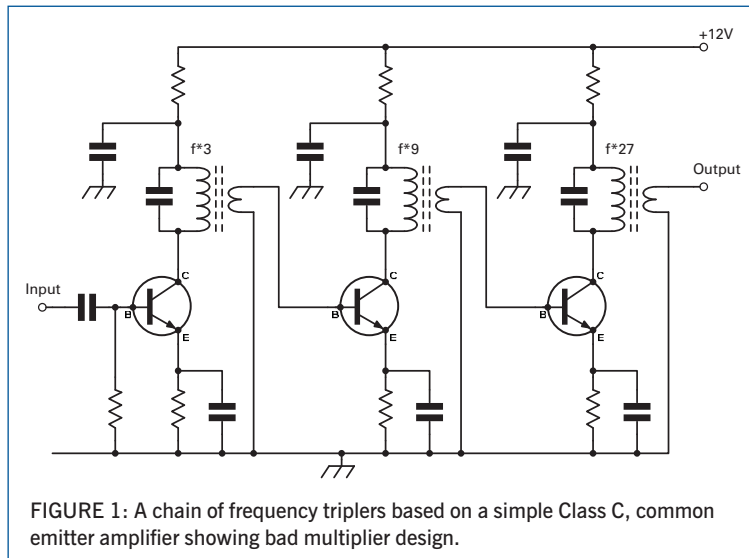 +12V
f*3
f*9
f*27
Output
C
C
C
Input
B
B
B
E
E
E
FIGURE 1: A chain of frequency triplers based on a simple Class C, common
emitter amplifier showing bad multiplier design.